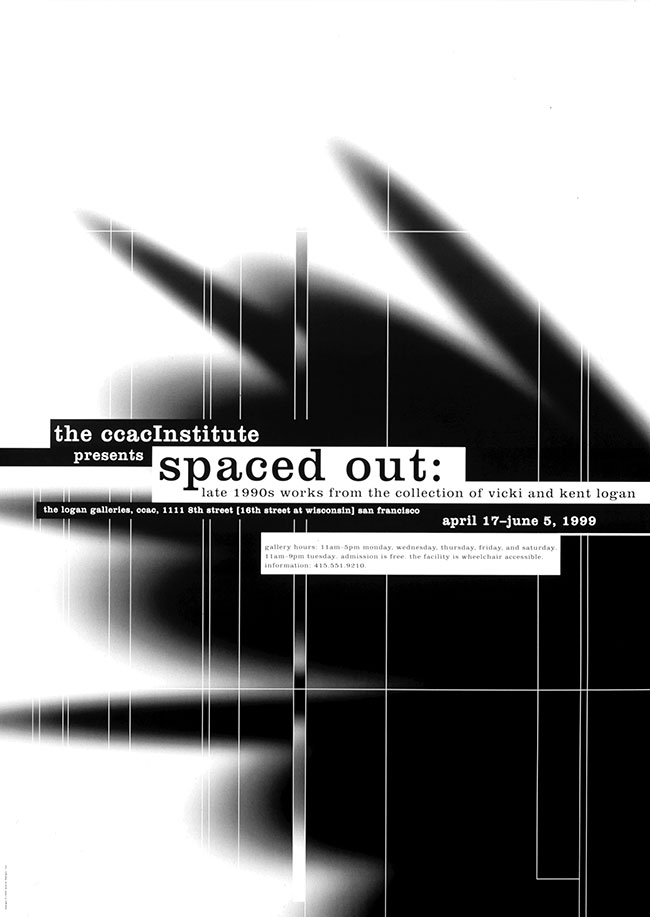 the ccacInstitute
presents
spaced out:
late 1990s works from the collection of vicki and kent logan
the logan galleries, ccac, 1111 8th street [16th street at wisconsin] san francisco
april 17–june 5, 1999
gallery hours: 11am–5pm monday, wednesday, thursday, friday, and saturday.
11am–9pm tuesday. admission is free. the facility is wheelchair accessible.
information: 415.551.9210.